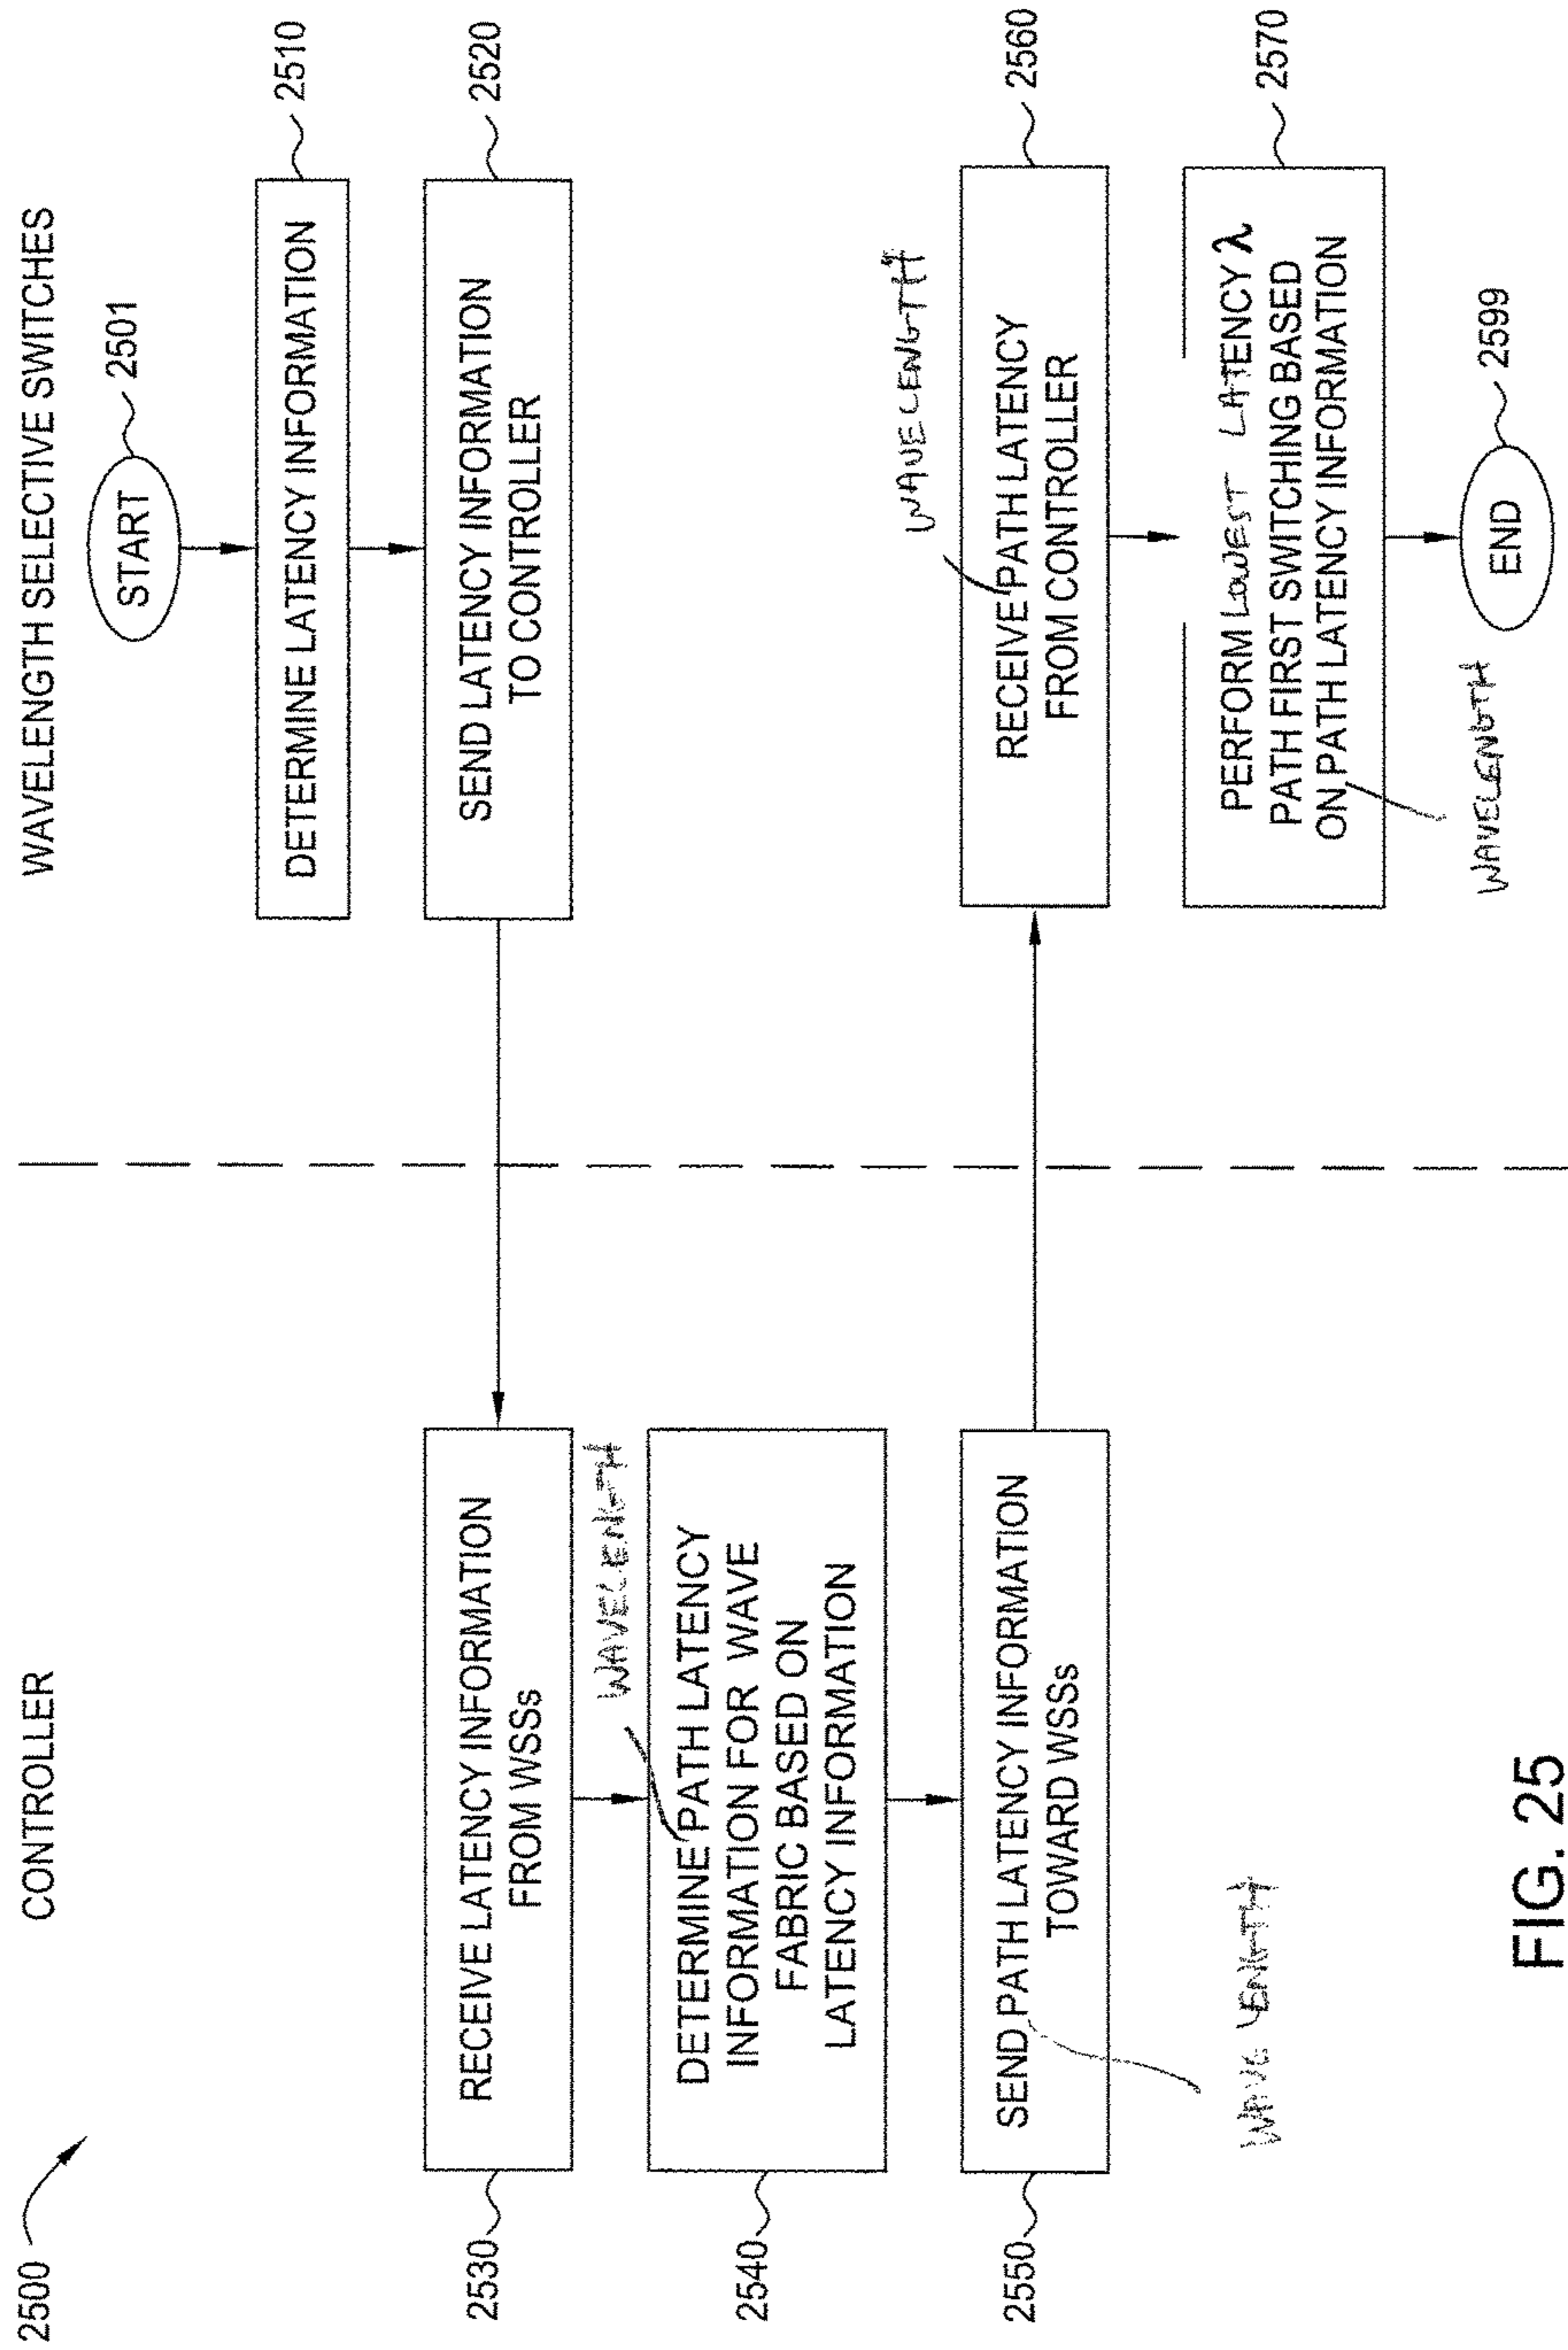 2500
CONTROLLER
WAVELENGTH SELECTIVE SWITCHES
START
2501
DETERMINE LATENCY INFORMATION
2510
SEND LATENCY INFORMATION
TO CONTROLLER
2520
2530
RECEIVE LATENCY INFORMATION
FROM WSSs
WAVELENGTH
2540
DETERMINE PATH LATENCY
INFORMATION FOR WAVE
FABRIC BASED ON
LATENCY INFORMATION
2550
SEND PATH LATENCY INFORMATION
TOWARD WSSs
WAVELENGTH
WAVELENGTH
RECEIVE PATH LATENCY
FROM CONTROLLER
2560
PERFORM LOWEST LATENCY λ
PATH FIRST SWITCHING BASED
ON PATH LATENCY INFORMATION
2570
WAVELENGTH
END
2599
FIG. 25